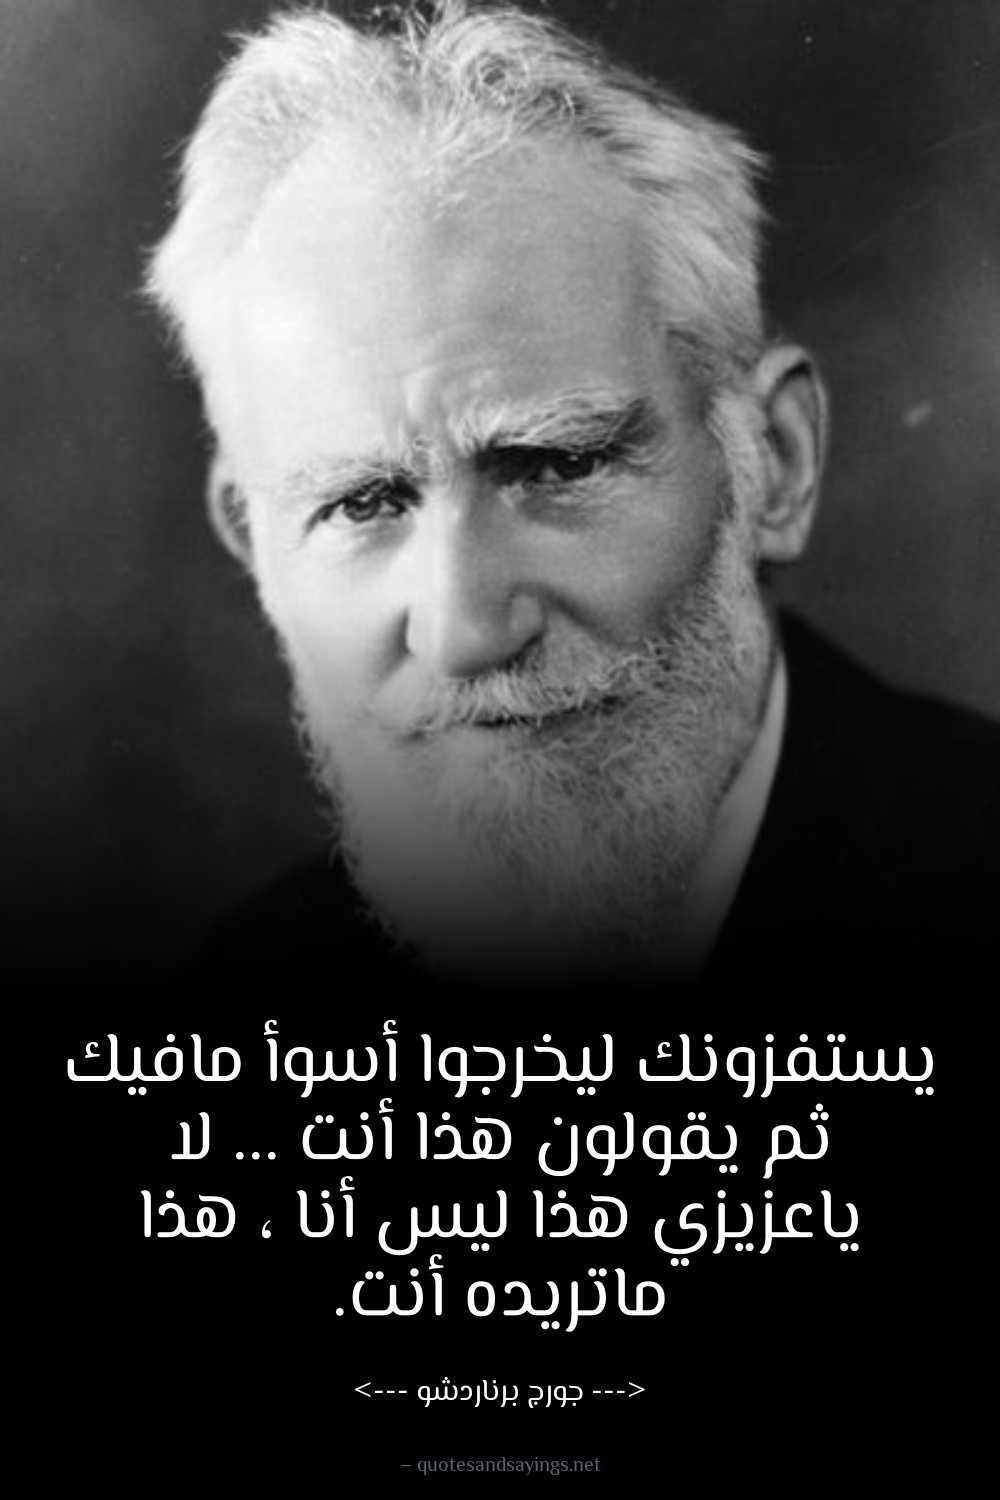 يستفزونك ليخرجوا أسوأ مافيك
ثم يقولون هذا أنت ... لا
ياعزيزي هذا ليس أنا ، هذا
ماتريده أنت.
<--- جورج برناردشو --->
– quotesandsayings.net